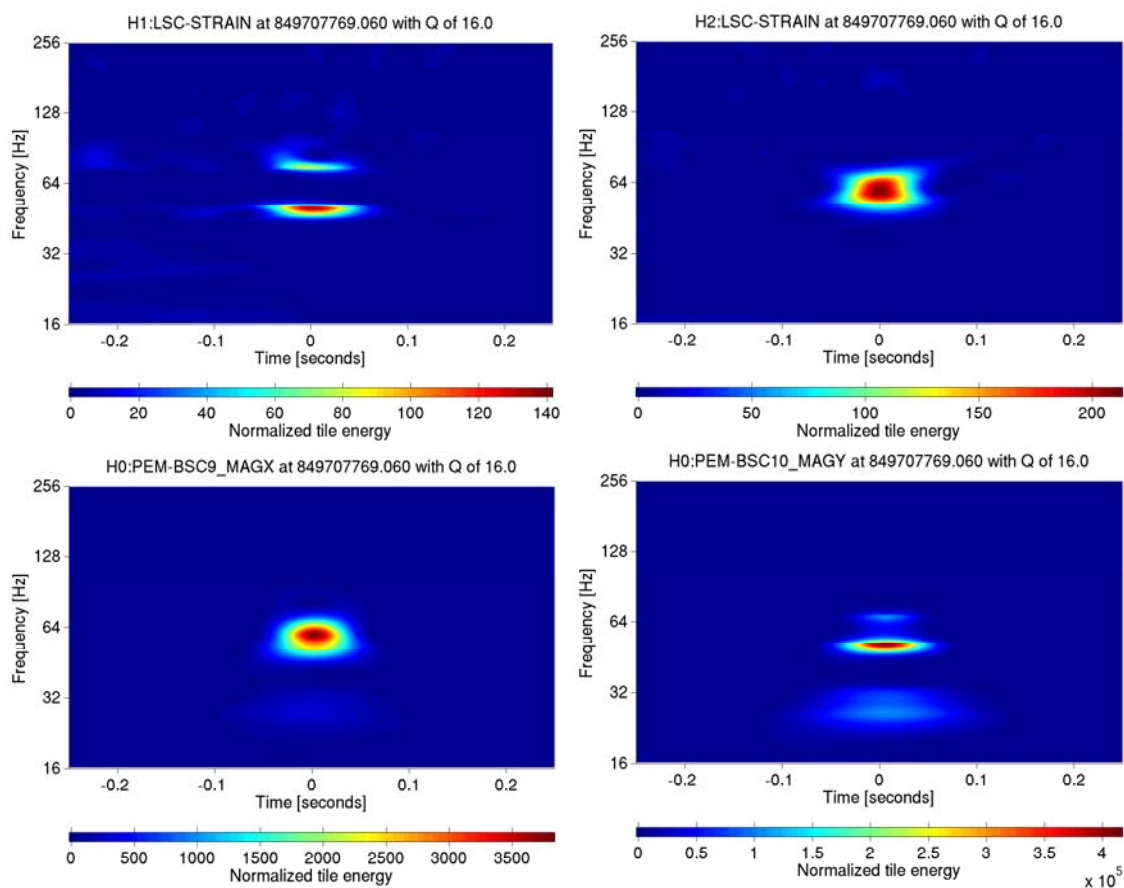 H1:LSC-STRAIN at 849707769.060 with Q of 16.0
256
128
64
32
16
Frequency [Hz]
-0.2 -0.1 0 0.1 0.2
Time [seconds]
0 20 40 60 80 100 120 140
Normalized tile energy
H2:LSC-STRAIN at 849707769.060 with Q of 16.0
256
128
64
32
16
Frequency [Hz]
-0.2 -0.1 0 0.1 0.2
Time [seconds]
0 50 100 150 200
Normalized tile energy
H0:PEM-BSC9_MAGX at 849707769.060 with Q of 16.0
256
128
64
32
16
Frequency [Hz]
-0.2 -0.1 0 0.1 0.2
Time [seconds]
0 500 1000 1500 2000 2500 3000 3500
Normalized tile energy
H0:PEM-BSC10_MAGY at 849707769.060 with Q of 16.0
256
128
64
32
16
Frequency [Hz]
-0.2 -0.1 0 0.1 0.2
Time [seconds]
0 0.5 1 1.5 2 2.5 3 3.5 4
Normalized tile energy
x 10⁵